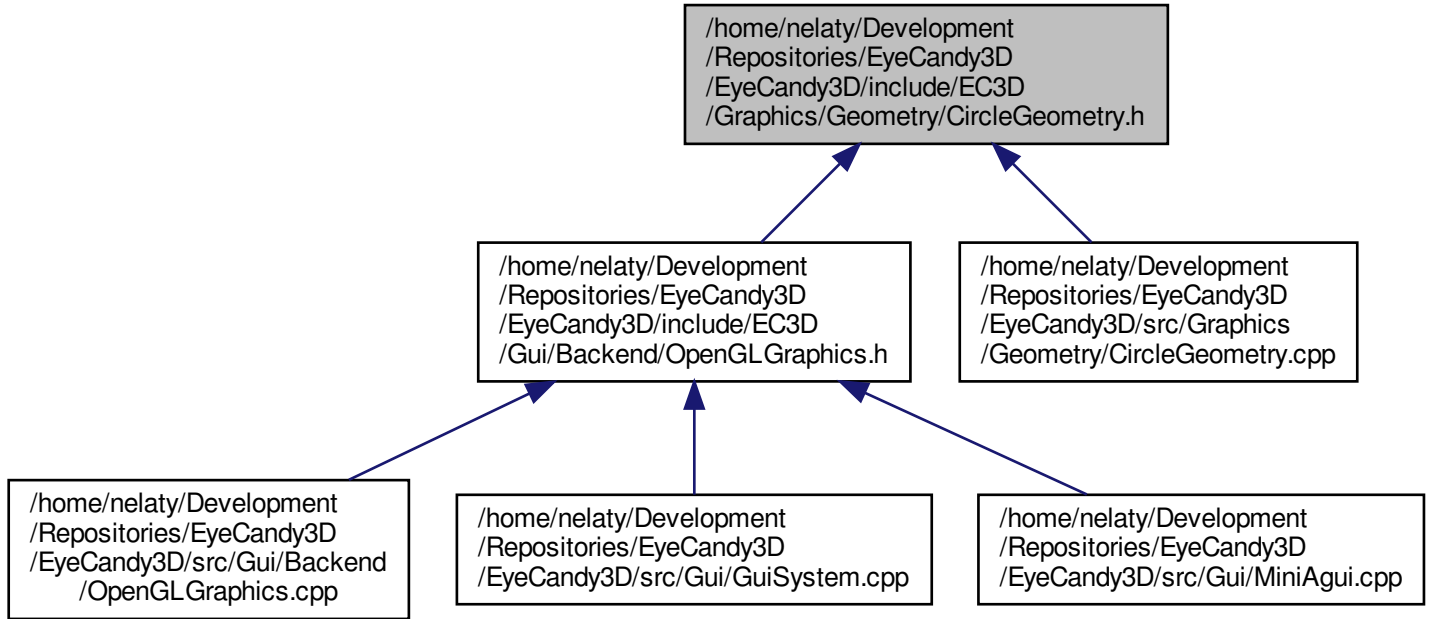 /home/nelaty/Development
/Repositories/EyeCandy3D
/EyeCandy3D/include/EC3D
/Graphics/Geometry/CircleGeometry.h
/home/nelaty/Development
/Repositories/EyeCandy3D
/EyeCandy3D/include/EC3D
/Gui/Backend/OpenGLGraphics.h
/home/nelaty/Development
/Repositories/EyeCandy3D
/EyeCandy3D/src/Graphics
/Geometry/CircleGeometry.cpp
/home/nelaty/Development
/Repositories/EyeCandy3D
/EyeCandy3D/src/Gui/Backend
/OpenGLGraphics.cpp
/home/nelaty/Development
/Repositories/EyeCandy3D
/EyeCandy3D/src/Gui/GuiSystem.cpp
/home/nelaty/Development
/Repositories/EyeCandy3D
/EyeCandy3D/src/Gui/MiniAgui.cpp